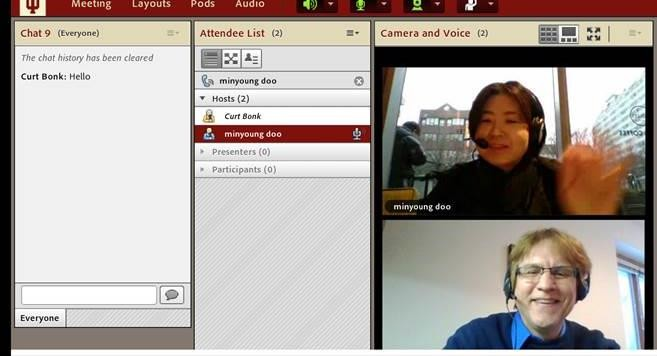 Meeting Layouts Pods Audio
Chat 9 (Everyone)
The chat history has been cleared
Curt Bonk: Hello
Everyone
Attendee List (2)
minyoung doo
Hosts (2)
Curt Bonk
minyoung doo
Presenters (0)
Participants (0)
Camera and Voice (2)
minyoung doo